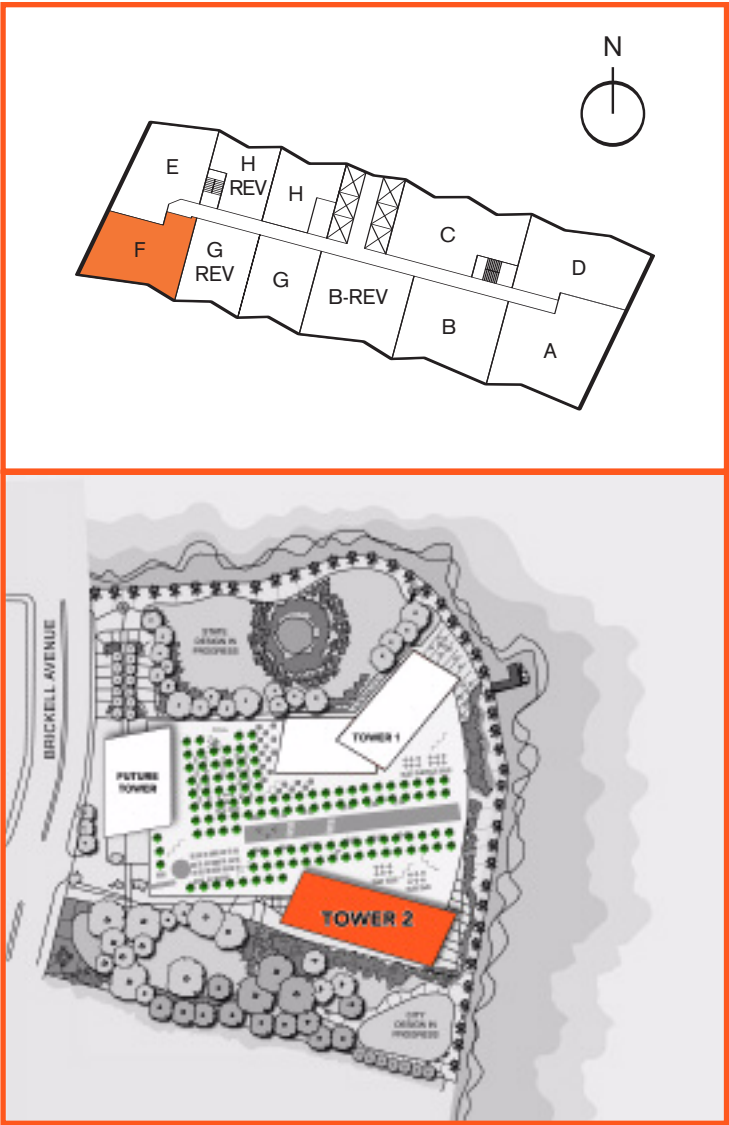 N
E
H
REV
H
C
D
F
G
REV
G
B-REV
B
A
BRICKELL AVENUE
STATE
DESIGN IN
PROGRESS
TOWER 1
FUTURE
TOWER
TOWER 2
CITY
DESIGN IN
PROGRESS